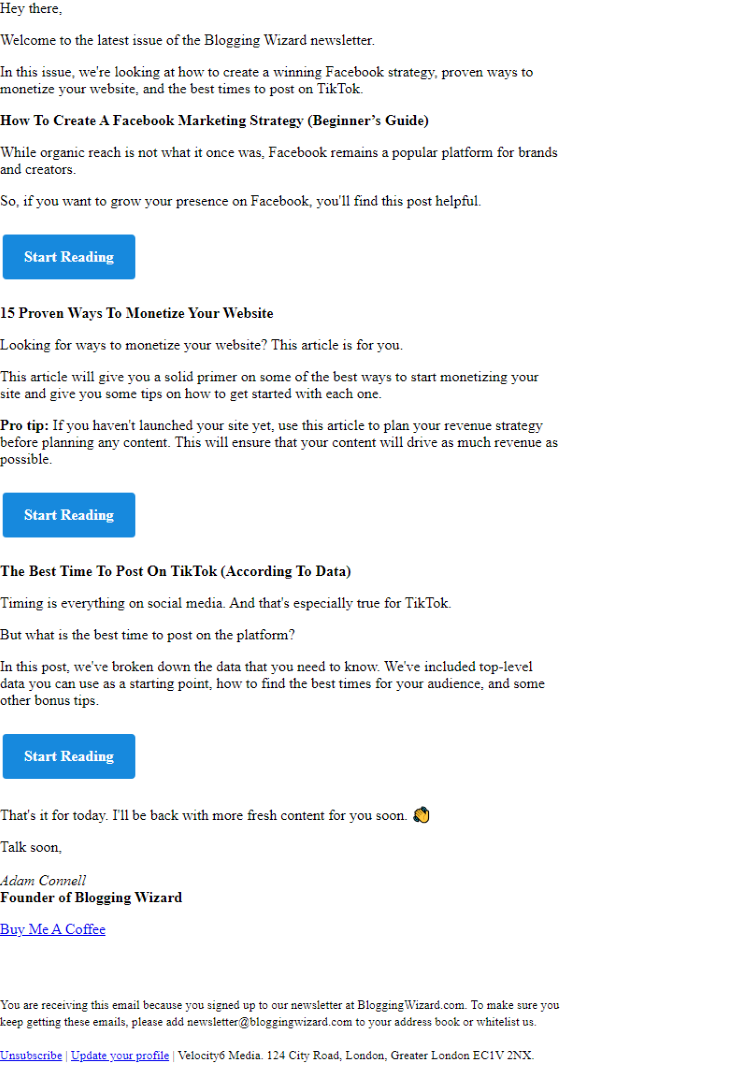 Hey there,
Welcome to the latest issue of the Blogging Wizard newsletter.
In this issue, we're looking at how to create a winning Facebook strategy, proven ways to
monetize your website, and the best times to post on TikTok.
How To Create A Facebook Marketing Strategy (Beginner’s Guide)
While organic reach is not what it once was, Facebook remains a popular platform for brands
and creators.
So, if you want to grow your presence on Facebook, you'll find this post helpful.
Start Reading
15 Proven Ways To Monetize Your Website
Looking for ways to monetize your website? This article is for you.
This article will give you a solid primer on some of the best ways to start monetizing your
site and give you some tips on how to get started with each one.
Pro tip: If you haven't launched your site yet, use this article to plan your revenue strategy
before planning any content. This will ensure that your content will drive as much revenue as
possible.
Start Reading
The Best Time To Post On TikTok (According To Data)
Timing is everything on social media. And that's especially true for TikTok.
But what is the best time to post on the platform?
In this post, we've broken down the data that you need to know. We've included top-level
data you can use as a starting point, how to find the best times for your audience, and some
other bonus tips.
Start Reading
That's it for today. I'll be back with more fresh content for you soon. 👋
Talk soon,
Adam Connell
Founder of Blogging Wizard
Buy Me A Coffee
You are receiving this email because you signed up to our newsletter at BloggingWizard.com. To make sure you
keep getting these emails, please add newsletter@bloggingwizard.com to your address book or whitelist us.
Unsubscribe | Update your profile | Velocity6 Media. 124 City Road, London, Greater London EC1V 2NX.